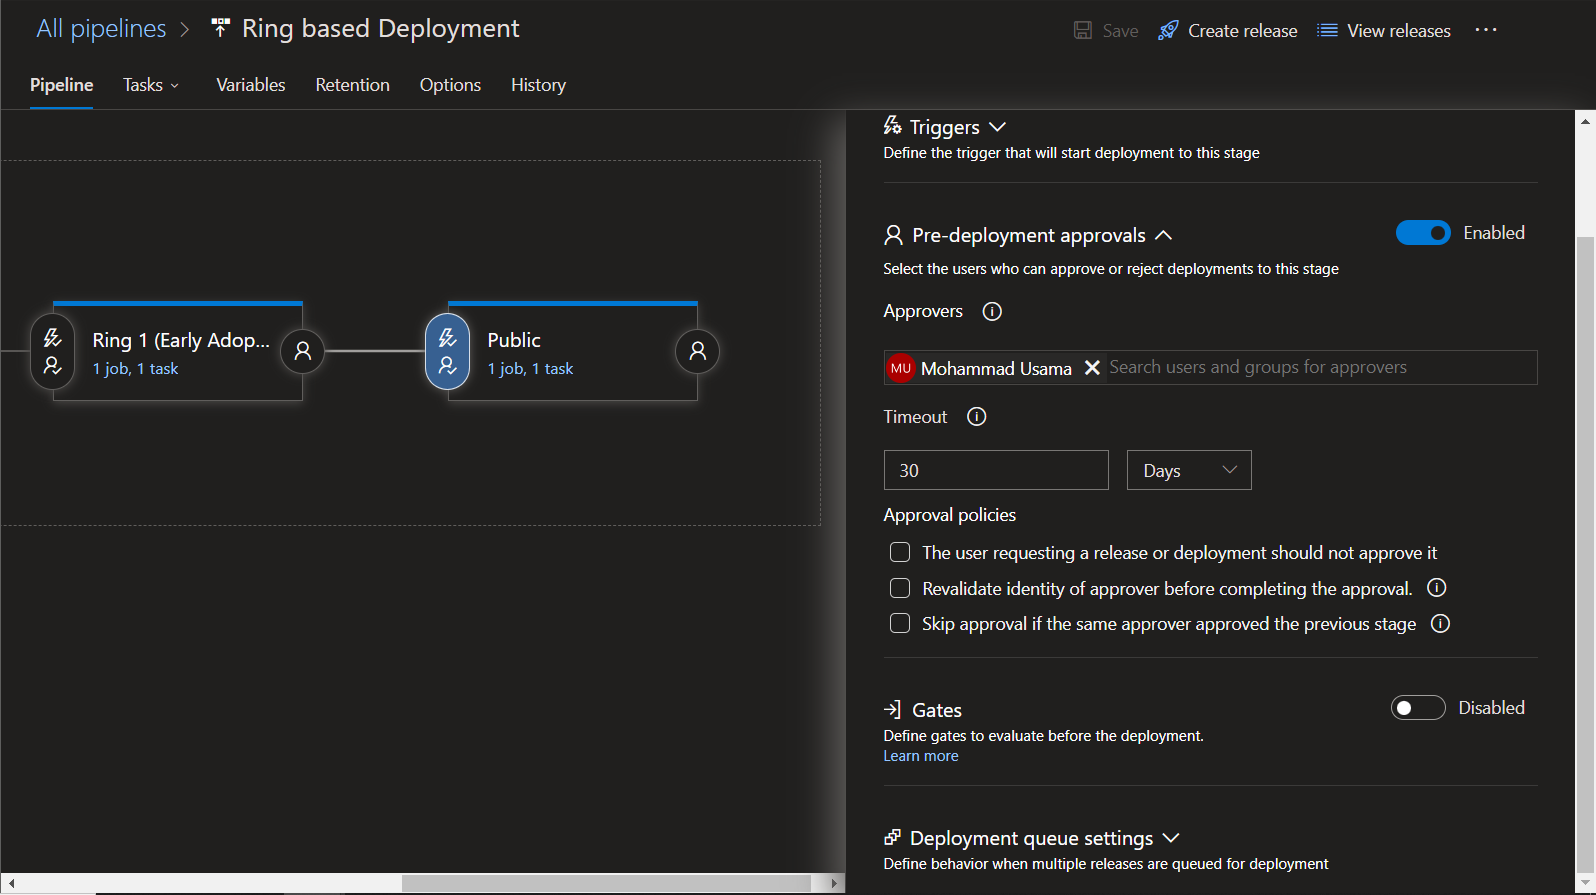 All pipelines > Ring based Deployment
Save Create release View releases ...
Pipeline Tasks Variables Retention Options History
Ring 1 (Early Adop...
1 job, 1 task
Public
1 job, 1 task
Triggers
Define the trigger that will start deployment to this stage
Pre-deployment approvals
Enabled
Select the users who can approve or reject deployments to this stage
Approvers
MU Mohammad Usama Search users and groups for approvers
Timeout
30 Days
Approval policies
The user requesting a release or deployment should not approve it
Revalidate identity of approver before completing the approval.
Skip approval if the same approver approved the previous stage
Gates
Disabled
Define gates to evaluate before the deployment.
Learn more
Deployment queue settings
Define behavior when multiple releases are queued for deployment